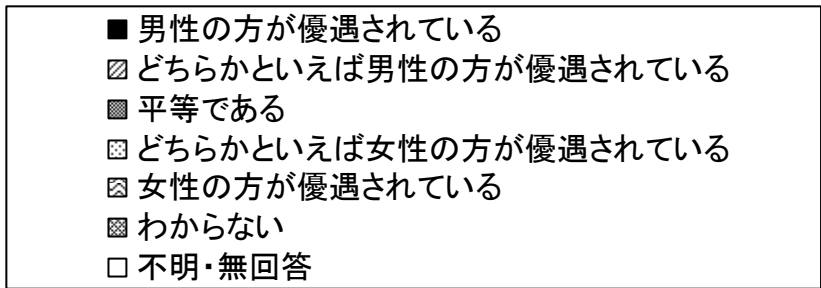 男性の方が優遇されている
どちらかといえば男性の方が優遇されている
平等である
どちらかといえば女性の方が優遇されている
女性の方が優遇されている
わからない
不明・無回答